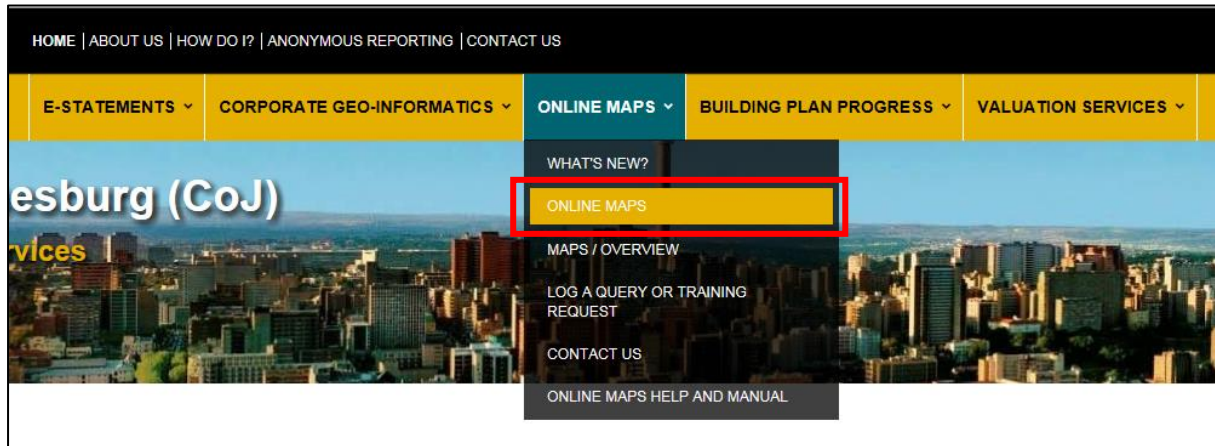 HOME | ABOUT US | HOW DO I? | ANONYMOUS REPORTING | CONTACT US
E-STATEMENTS CORPORATE GEO-INFORMATICS ONLINE MAPS BUILDING PLAN PROGRESS VALUATION SERVICES
WHAT'S NEW?
esburg (CoJ)
ONLINE MAPS
rvices
MAPS / OVERVIEW
LOG A QUERY OR TRAINING
REQUEST
CONTACT US
ONLINE MAPS HELP AND MANUAL